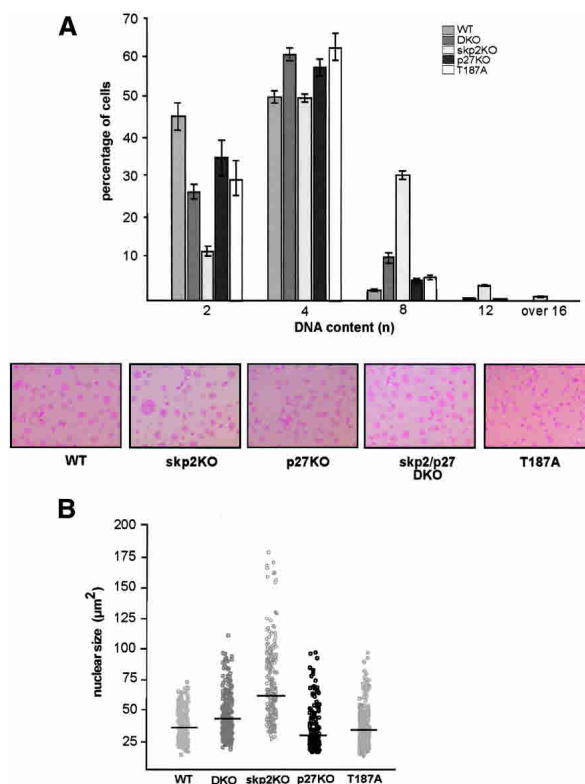 A
WT
DKO
skp2KO
p27KO
T187A
percentage of cells
70
60
50
40
30
20
10
2
4
8
12
over 16
DNA content (n)
WT
skp2KO
p27KO
skp2/p27
DKO
T187A
B
nuclear size (µm²)
200
175
150
125
100
75
50
25
WT
DKO
skp2KO
p27KO
T187A